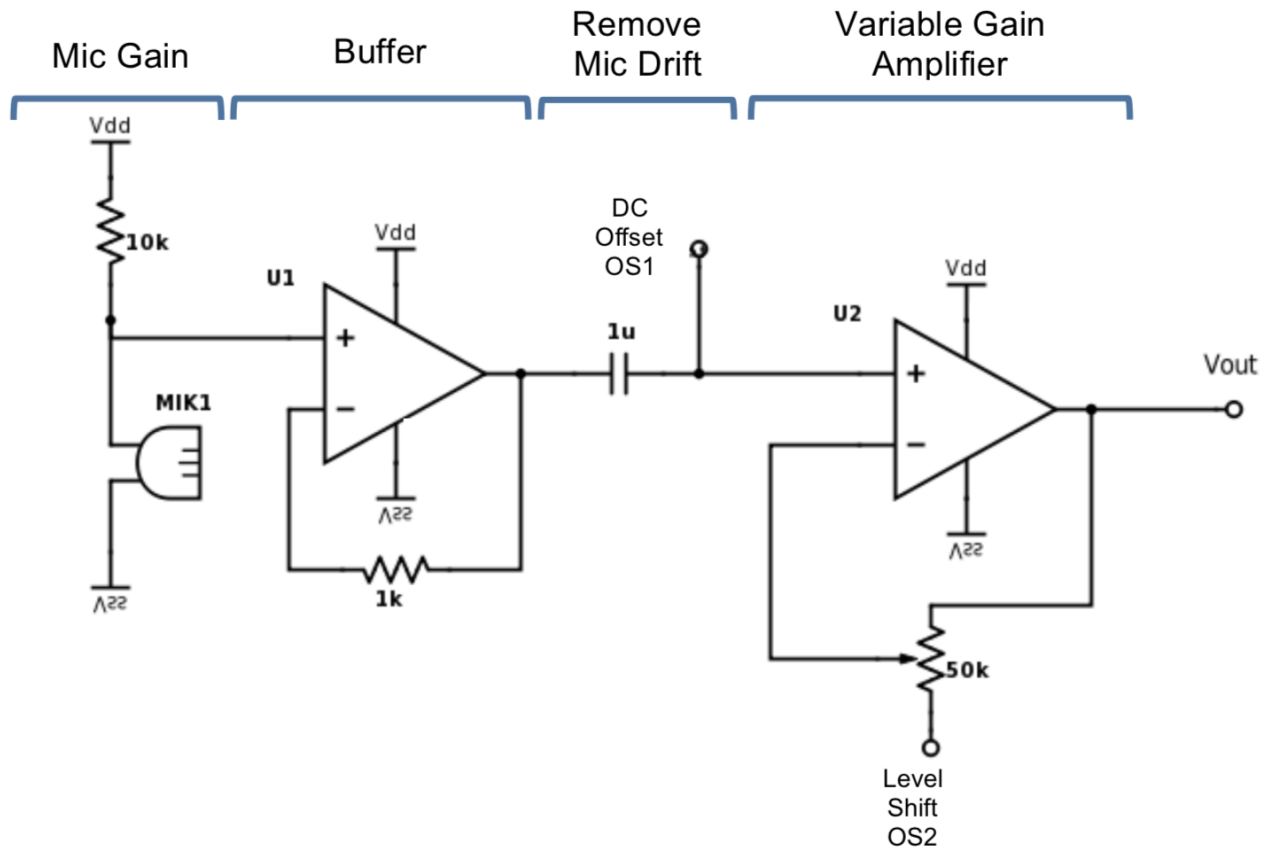 Mic Gain
Buffer
Remove
Mic Drift
Variable Gain
Amplifier
Vdd
10k
MIK1
Vss
U1
Vdd
+
−
Vss
1k
1u
DC
Offset
OS1
U2
Vdd
+
−
Vss
Vout
50k
Level
Shift
OS2